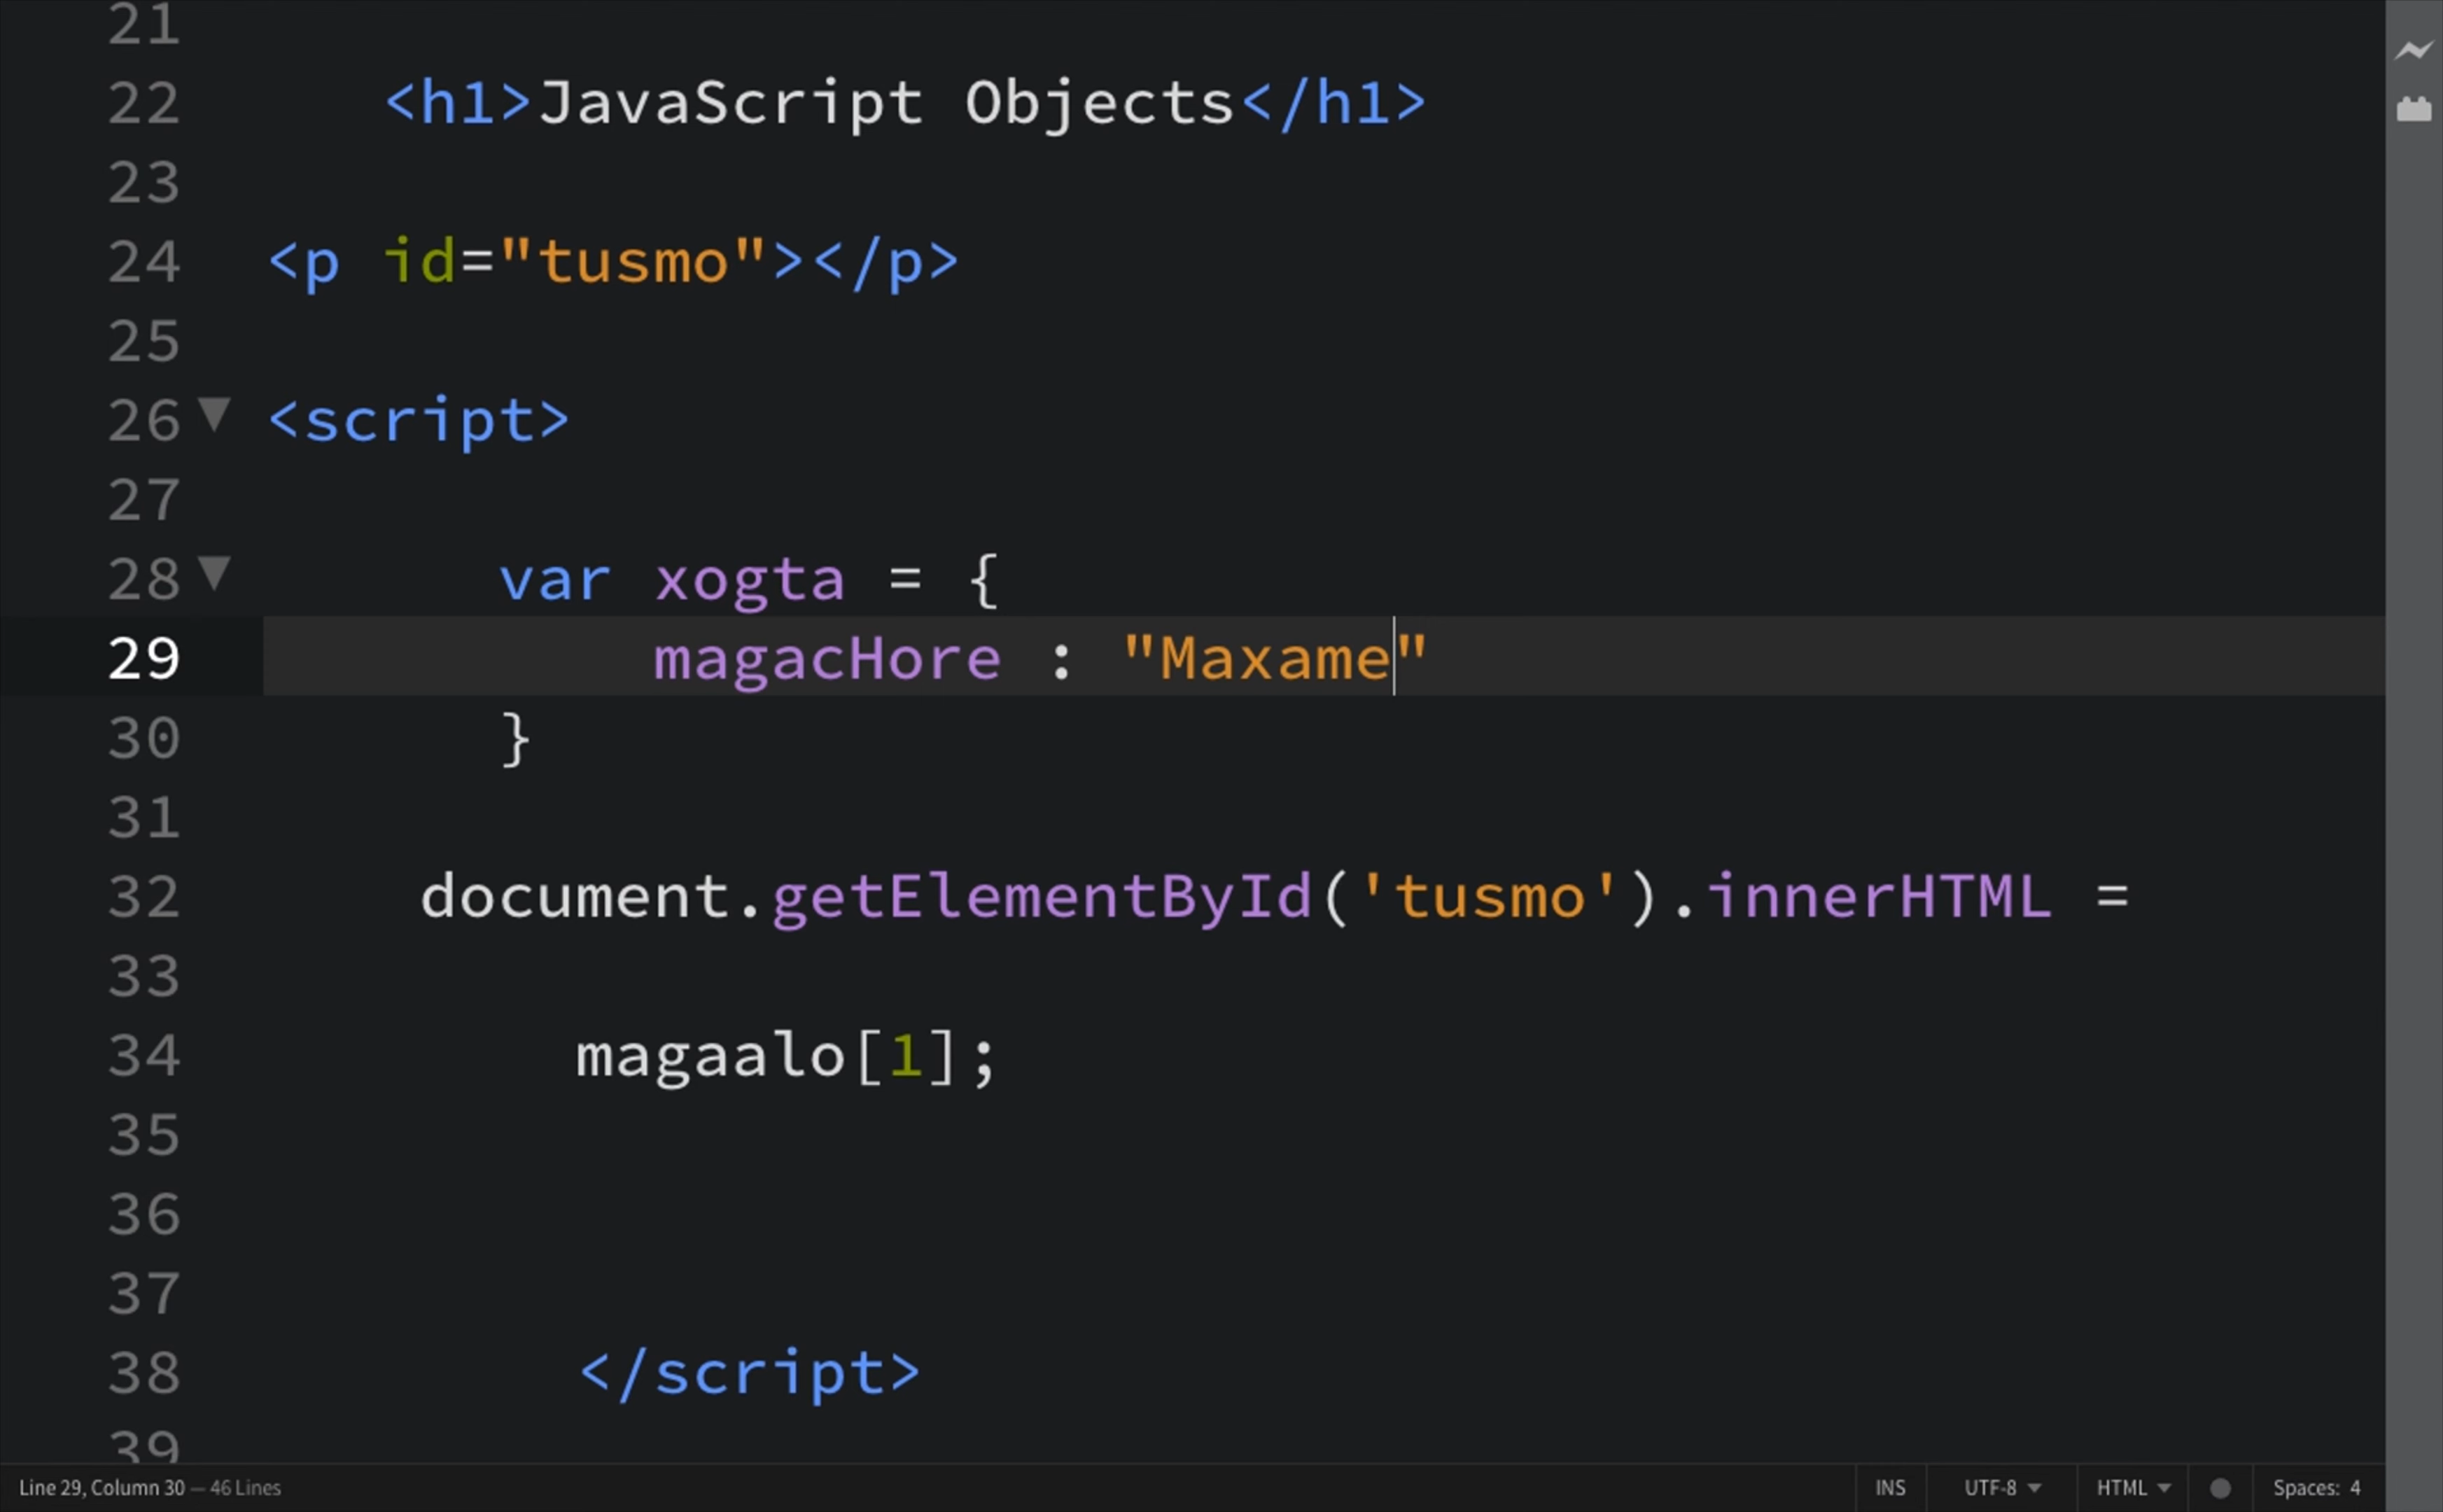 21
22 <h1>JavaScript Objects</h1>
23
24 <p id="tusmo"></p>
25
26 <script>
27
28 var xogta = {
29 magacHore : "Maxame"
30 }
31
32 document.getElementById('tusmo').innerHTML =
33
34 magaalo[1];
35
36
37
38 </script>
39
Line 29, Column 30 — 46 Lines INS UTF-8 HTML Spaces: 4